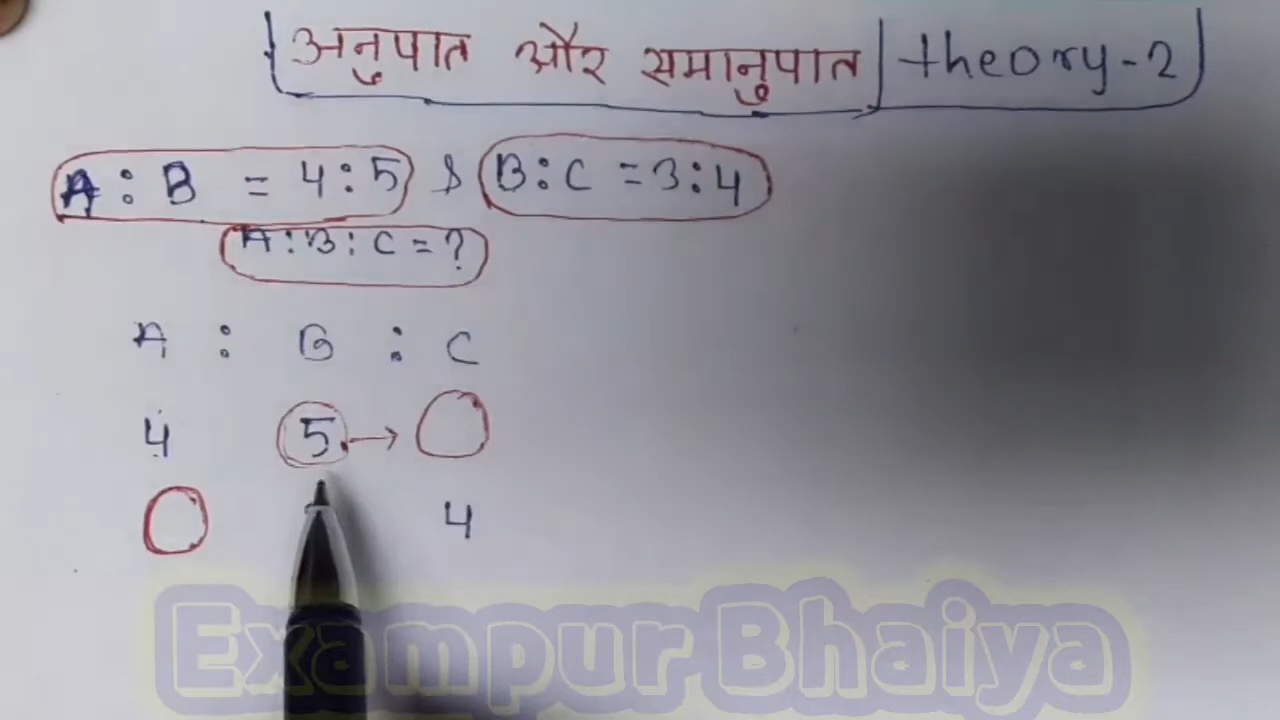 अनुपात और समानुपात | theory-2
A : B = 4:5 & B:C = 3:4
A:B:C = ?
A : B : C
4 5 →
4
Exampur Bhaiya